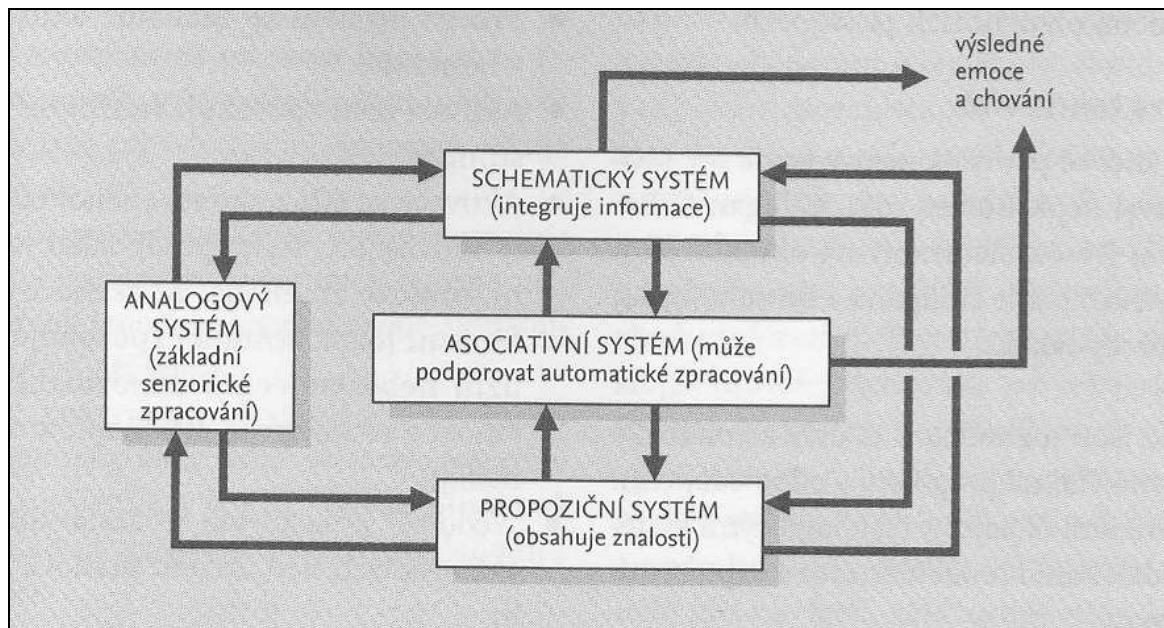 výsledné
emoce
a chování
SCHEMATICKÝ SYSTÉM
(integruje informace)
ANALOGOVÝ
SYSTÉM
(základní
senzorické
zpracování)
ASOCIATIVNÍ SYSTÉM (může
podporovat automatické zpracování)
PROPOZIČNÍ SYSTÉM
(obsahuje znalosti)